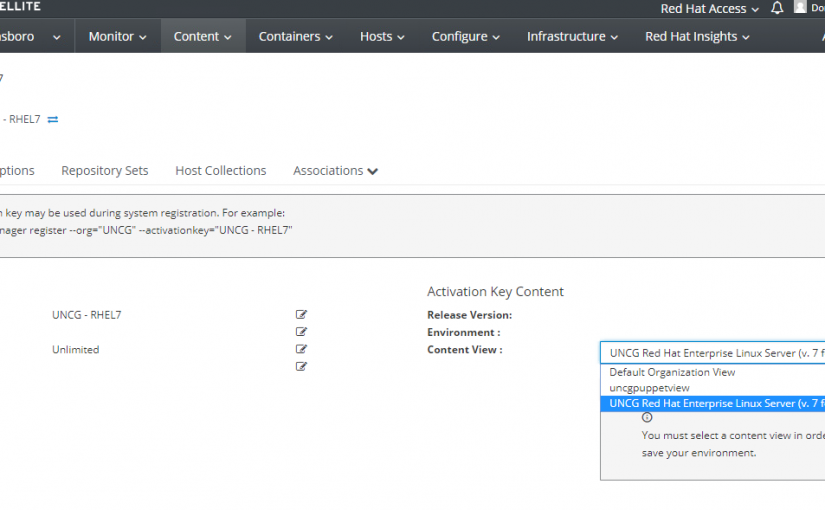 ELLITE Red Hat Access Do
sboro Monitor Content Containers Hosts Configure Infrastructure Red Hat Insights
7
- RHEL7
ptions Repository Sets Host Collections Associations
n key may be used during system registration. For example:
nager register --org="UNCG" --activationkey="UNCG - RHEL7"
Activation Key Content
UNCG - RHEL7 Release Version:
Environment :
Unlimited Content View :
UNCG Red Hat Enterprise Linux Server (v. 7 f
Default Organization View
uncgpuppetview
UNCG Red Hat Enterprise Linux Server (v. 7 f
You must select a content view in orde
save your environment.